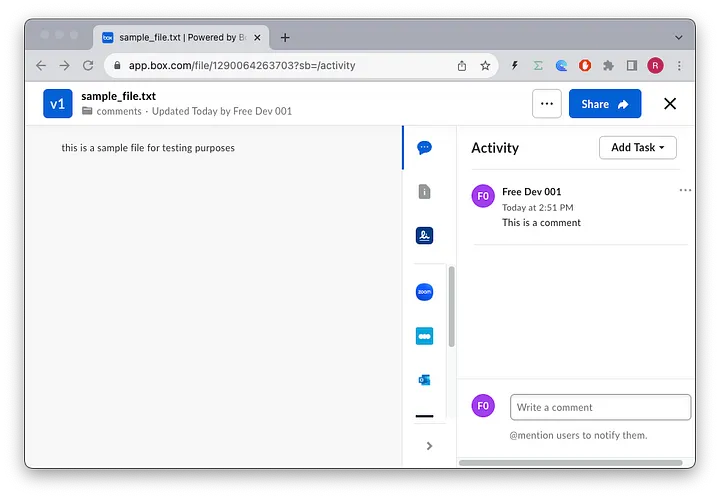 box
sample_file.txt | Powered by Bo
app.box.com/file/1290064263703?sb=/activity
R
v1
sample_file.txt
comments · Updated Today by Free Dev 001
Share
this is a sample file for testing purposes
Activity
Add Task
F0
Free Dev 001
Today at 2:51 PM
This is a comment
zoom
F0
Write a comment
@mention users to notify them.